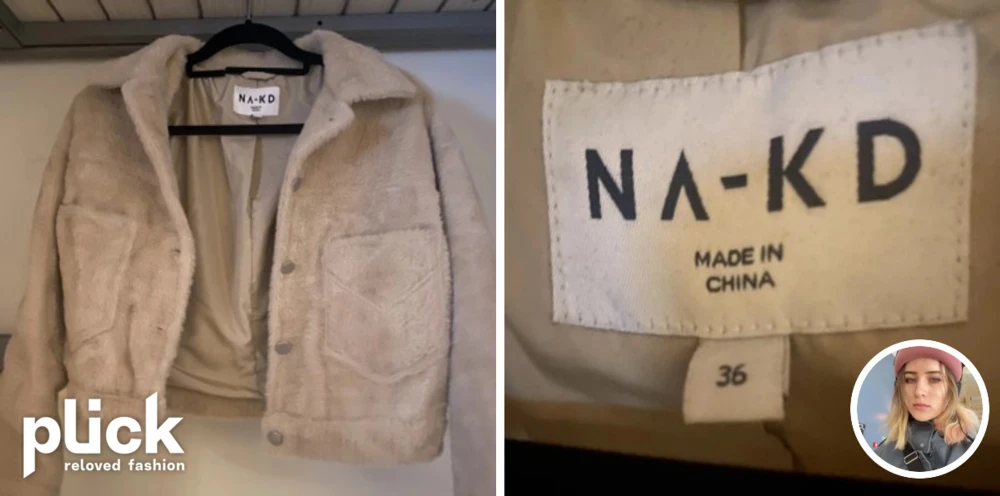 NA-KD
plick
reloved fashion
NA-KD
MADE IN
CHINA
36